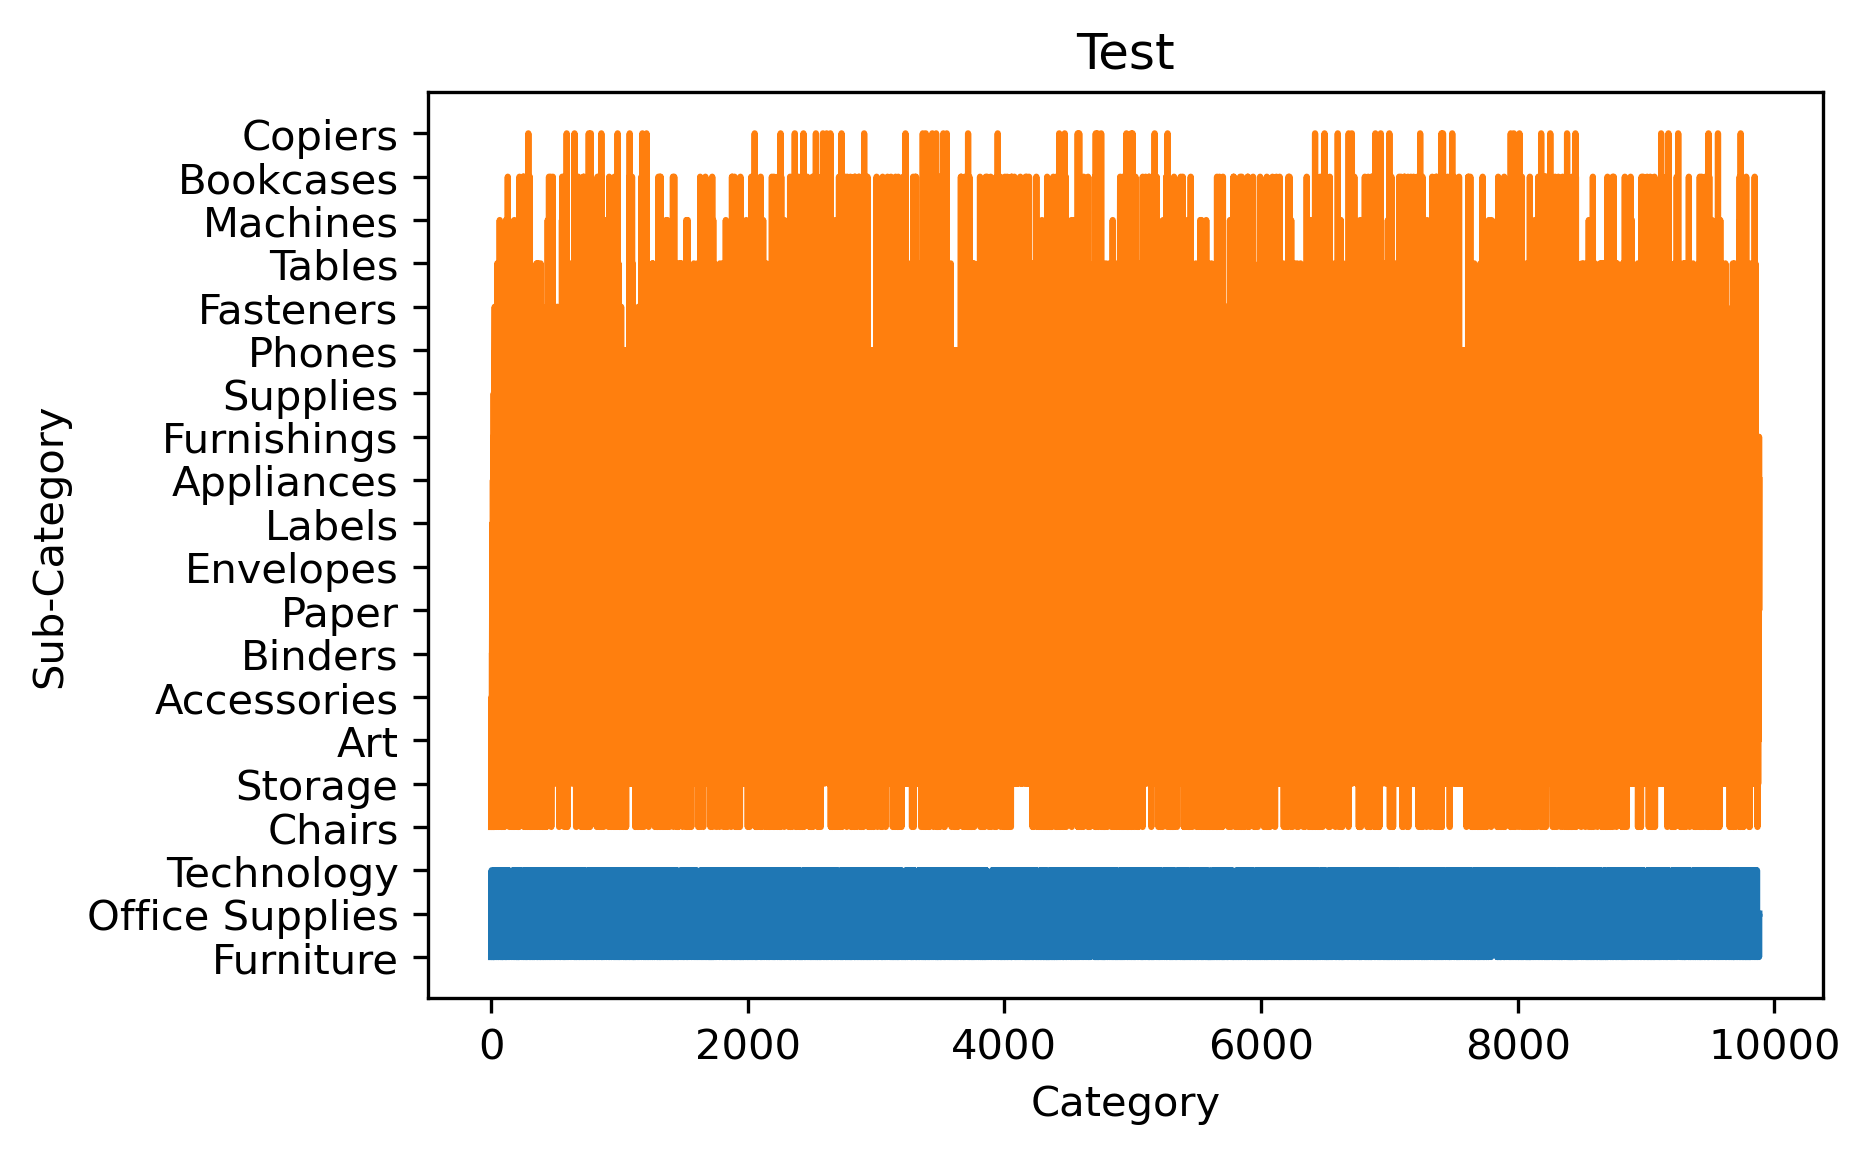 Test
Copiers
Bookcases
Machines
Tables
Fasteners
Phones
Supplies
Furnishings
Appliances
Labels
Envelopes
Paper
Binders
Accessories
Art
Storage
Chairs
Technology
Office Supplies
Furniture
Sub-Category
0 2000 4000 6000 8000 10000
Category